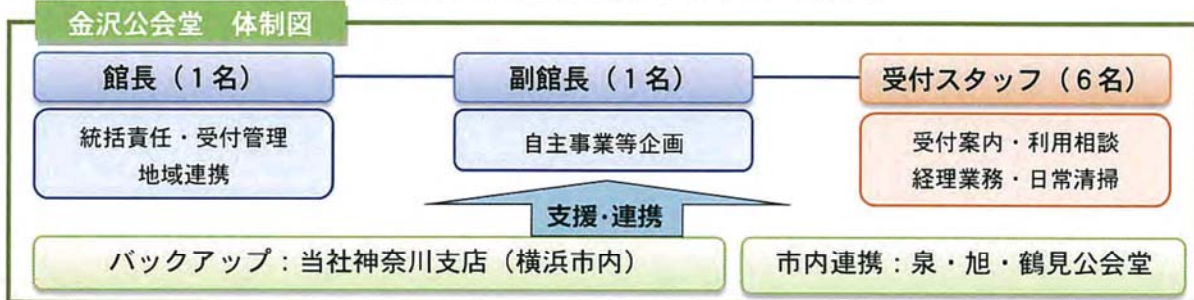 金沢公会堂　体制図
館長（1名）
副館長（1名）
受付スタッフ（6名）
統括責任・受付管理
地域連携
自主事業等企画
受付案内・利用相談
経理業務・日常清掃
支援・連携
バックアップ：当社神奈川支店（横浜市内）
市内連携：泉・旭・鶴見公会堂